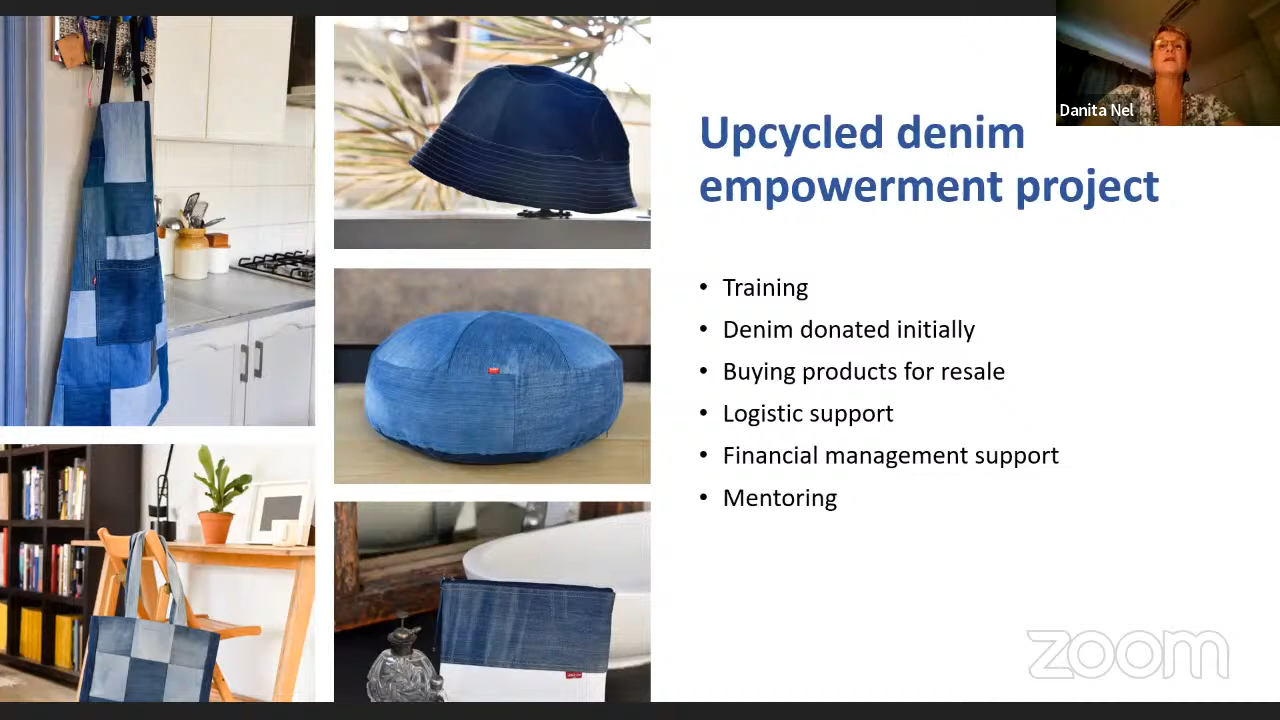 Danita Nel
Upcycled denim
empowerment project
• Training
• Denim donated initially
• Buying products for resale
• Logistic support
• Financial management support
• Mentoring
zoom